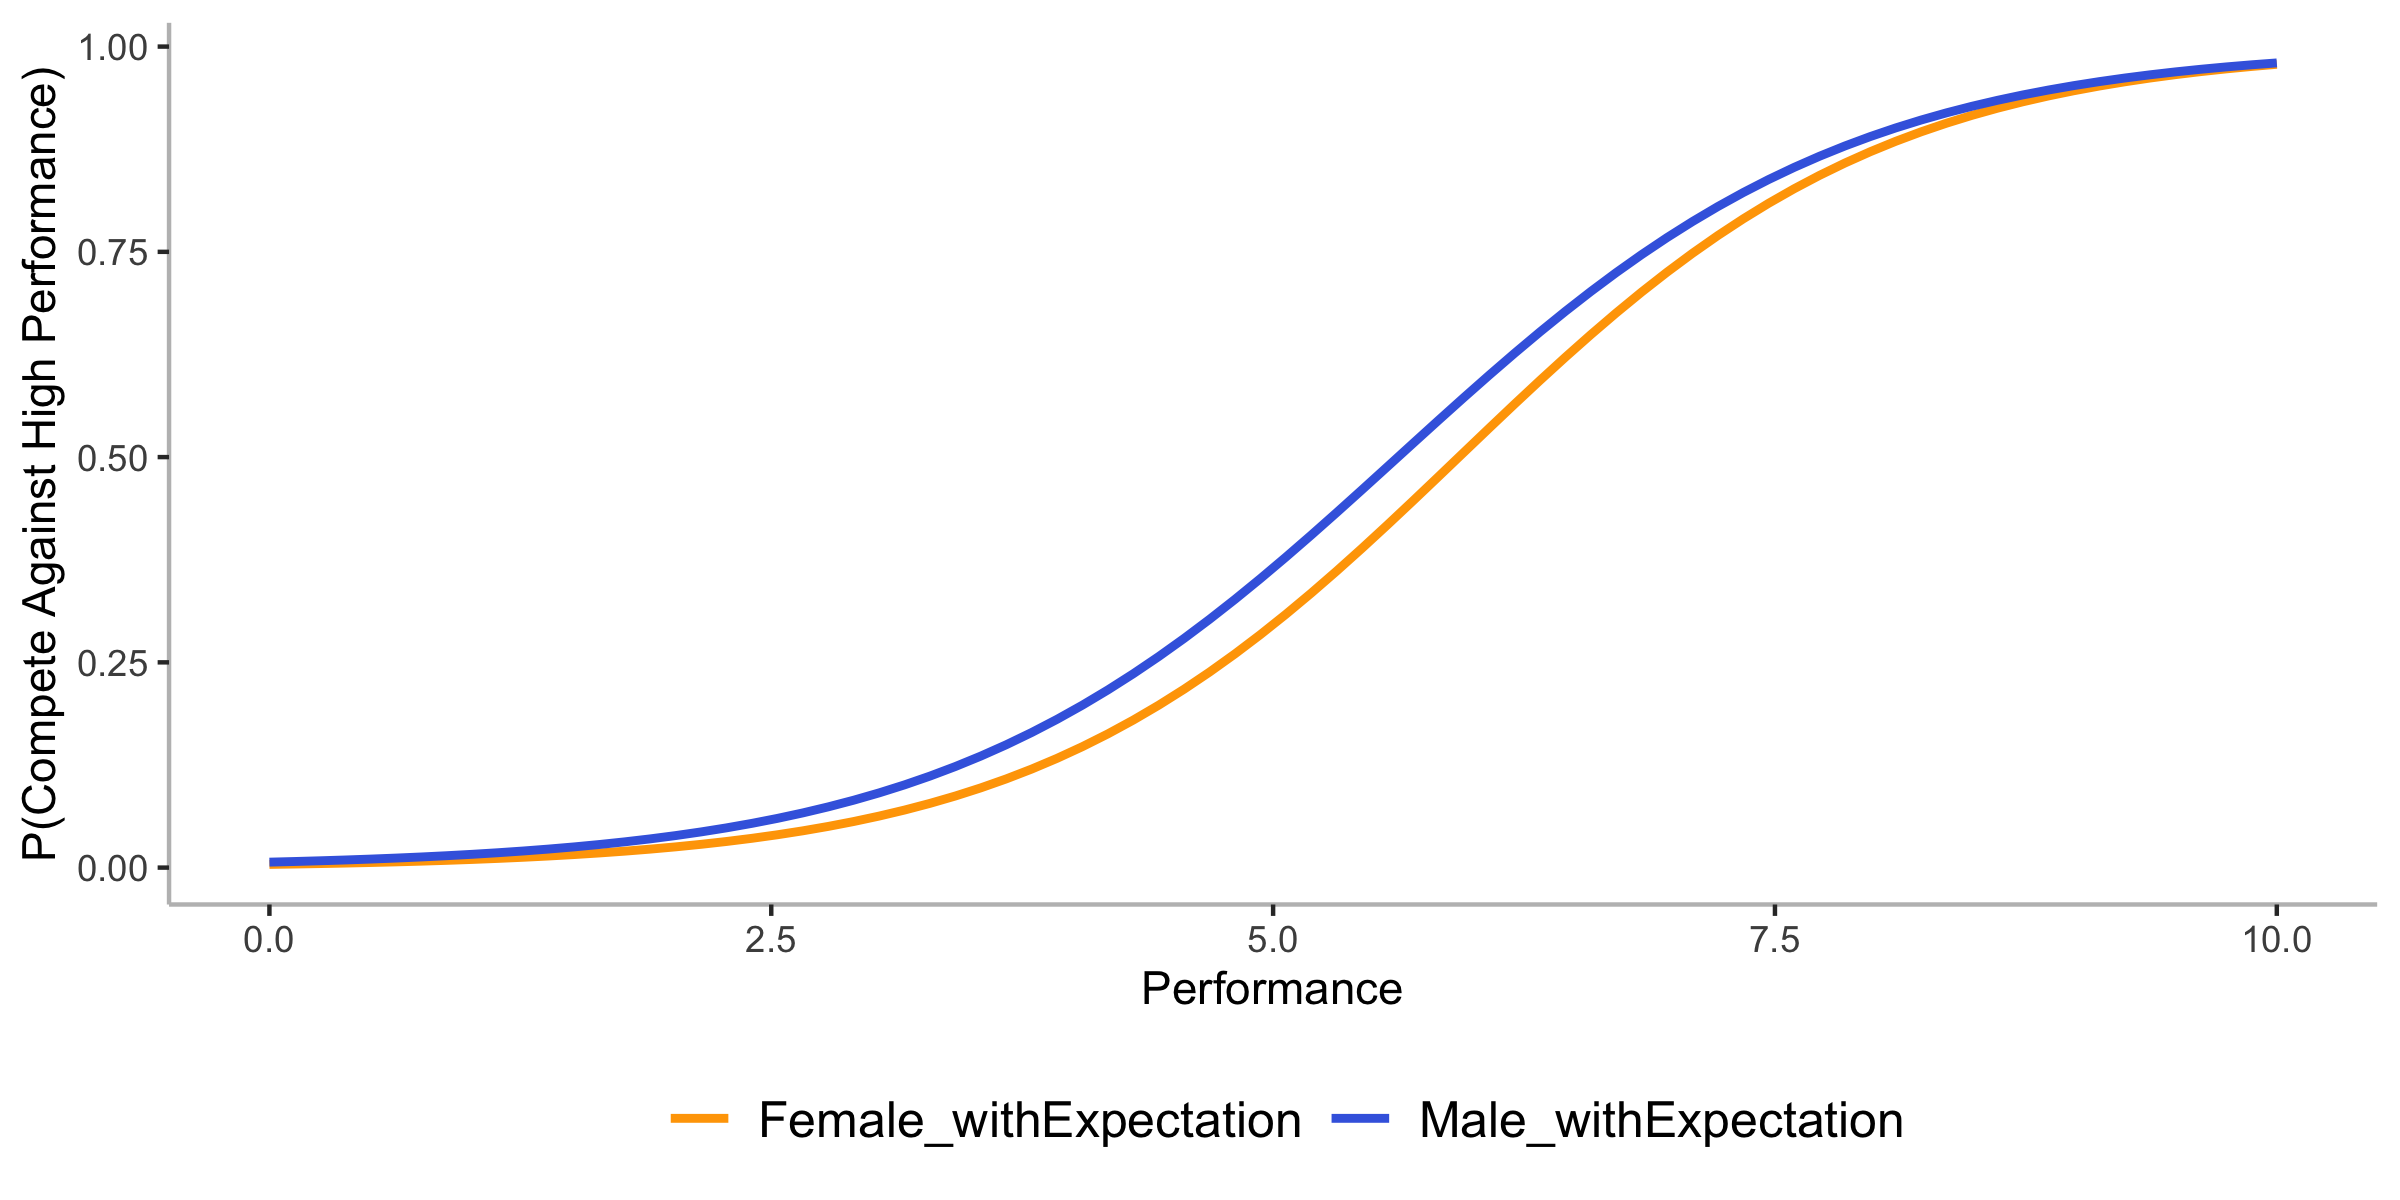 P(Compete Against High Performance)
1.00
0.75
0.50
0.25
0.00
0.0 2.5 5.0 7.5 10.0
Performance
Female_withExpectation Male_withExpectation